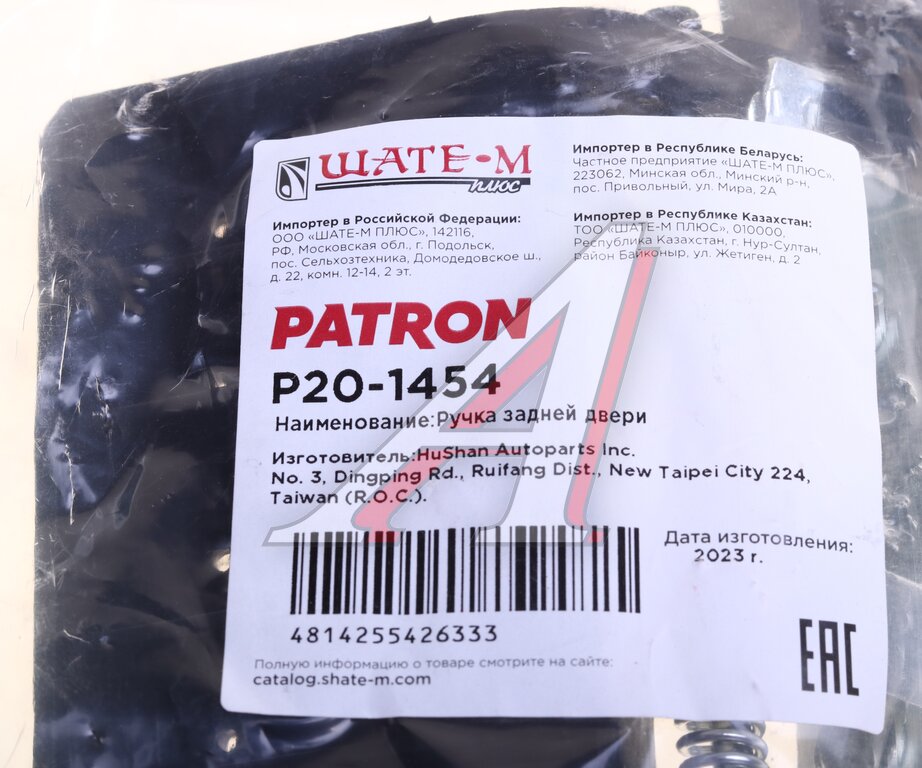 ШАТЕ-М
плюс
Импортер в Российской Федерации:
ООО «ШАТЕ-М ПЛЮС», 142116,
РФ, Московская обл., г. Подольск,
пос. Сельхозтехника, Домодедовское ш.,
д. 22, комн. 12-14, 2 эт.
Импортер в Республике Беларусь:
Частное предприятие «ШАТЕ-М ПЛЮС»,
223062, Минская обл., Минский р-н,
пос. Привольный, ул. Мира, 2А
Импортер в Республике Казахстан:
ТОО "ШАТЕ-М ПЛЮС", 010000,
Республика Казахстан, г. Нур-Султан,
район Байконыр, ул. Жетиген, д. 2
PATRON
P20-1454
Наименование:Ручка задней двери
Изготовитель:HuShan Autoparts Inc.
No. 3, Dingping Rd., Ruifang Dist., New Taipei City 224,
Taiwan (R.O.C.).
Дата изготовления:
2023 г.
4814255426333
Полную информацию о товаре смотрите на сайте:
catalog.shate-m.com
EAC